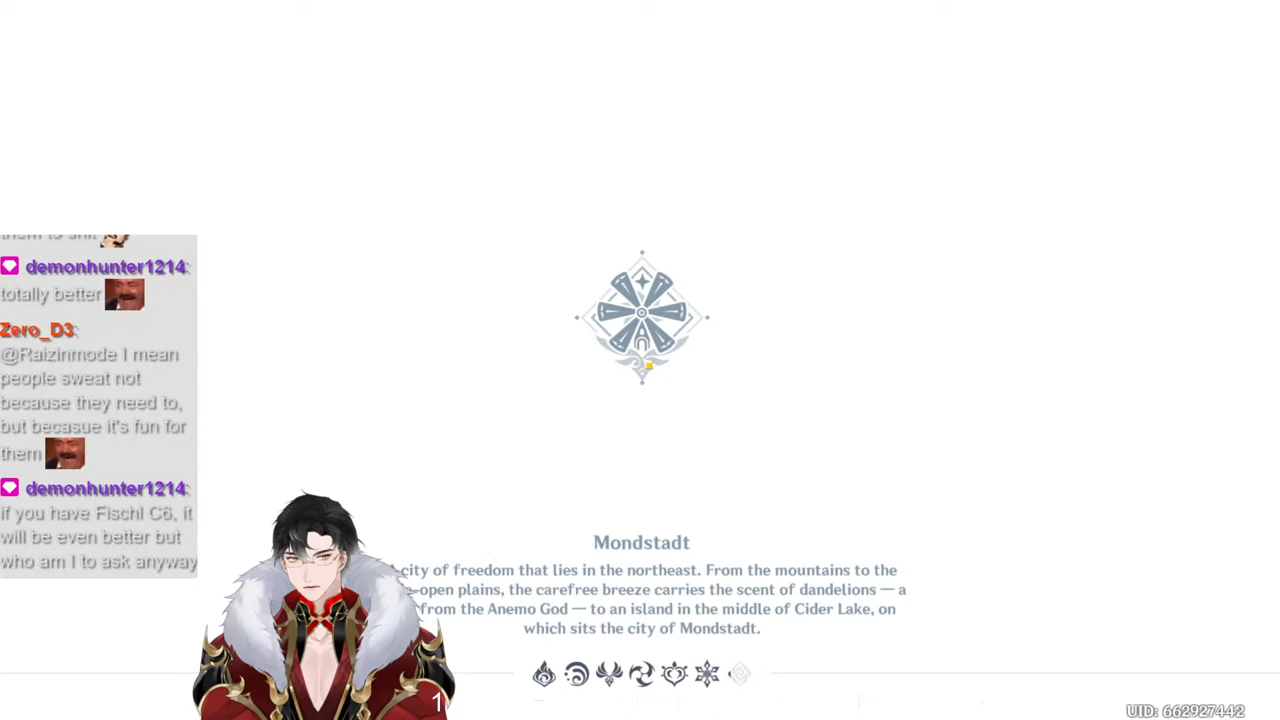 demonhunter1214:
totally better
Zero_D3:
@Raizinmode I mean
people sweat not
because they need to,
but becasue it's fun for
them
demonhunter1214:
if you have Fischl C6, it
will be even better but
who am I to ask anyway
Mondstadt
city of freedom that lies in the northeast. From the mountains to the
-open plains, the carefree breeze carries the scent of dandelions — a
from the Anemo God — to an island in the middle of Cider Lake, on
which sits the city of Mondstadt.
1
UID: 662927442